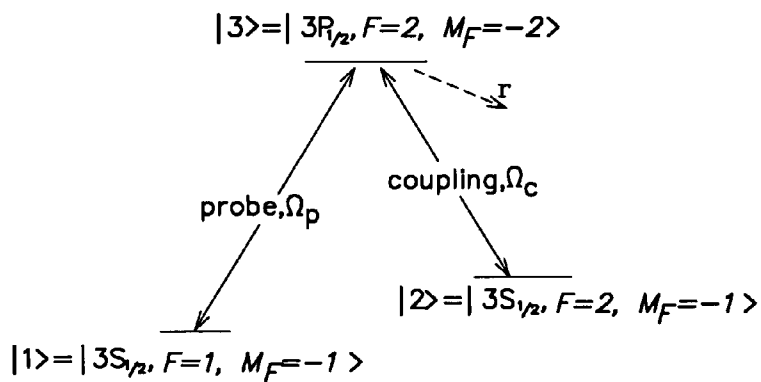 |3>=| 3P1/2, F=2, MF=−2>
r
coupling,Ωc
probe,Ωp
|2>=| 3S1/2, F=2, MF=−1 >
|1>=| 3S1/2, F=1, MF=−1 >